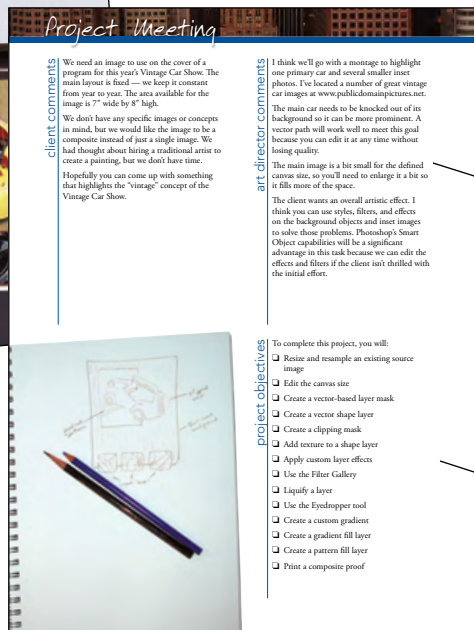 Project Meeting
client comments
We need an image to use on the cover of a
program for this year's Vintage Car Show. The
main layout is fixed — we keep it constant
from year to year. The area available for the
image is 7" wide by 8" high.
We don't have any specific images or concepts
in mind, but we would like the image to be a
composite instead of just a single image. We
had thought about hiring a traditional artist to
create a painting, but we don't have time.
Hopefully you can come up with something
that highlights the "vintage" concept of the
Vintage Car Show.
art director comments
I think we'll go with a montage to highlight
one primary car and several smaller inset
photos. I've located a number of great vintage
car images at www.publicdomainpictures.net.
The main car needs to be knocked out of its
background so it can be more prominent. A
vector path will work well to meet this goal
because you can edit it at any time without
losing quality.
The main image is a bit small for the defined
canvas size, so you'll need to enlarge it a bit so
it fills more of the space.
The client wants an overall artistic effect. I
think you can use styles, filters, and effects
on the background objects and inset images
to solve those problems. Photoshop's Smart
Object capabilities will be a significant
advantage in this task because we can edit the
effects and filters if the client isn't thrilled with
the initial effort.
project objectives
To complete this project, you will:
❑ Resize and resample an existing source
image
❑ Edit the canvas size
❑ Create a vector-based layer mask
❑ Create a vector shape layer
❑ Create a clipping mask
❑ Add texture to a shape layer
❑ Apply custom layer effects
❑ Use the Filter Gallery
❑ Liquify a layer
❑ Use the Eyedropper tool
❑ Create a custom gradient
❑ Create a gradient fill layer
❑ Create a pattern fill layer
❑ Print a composite proof